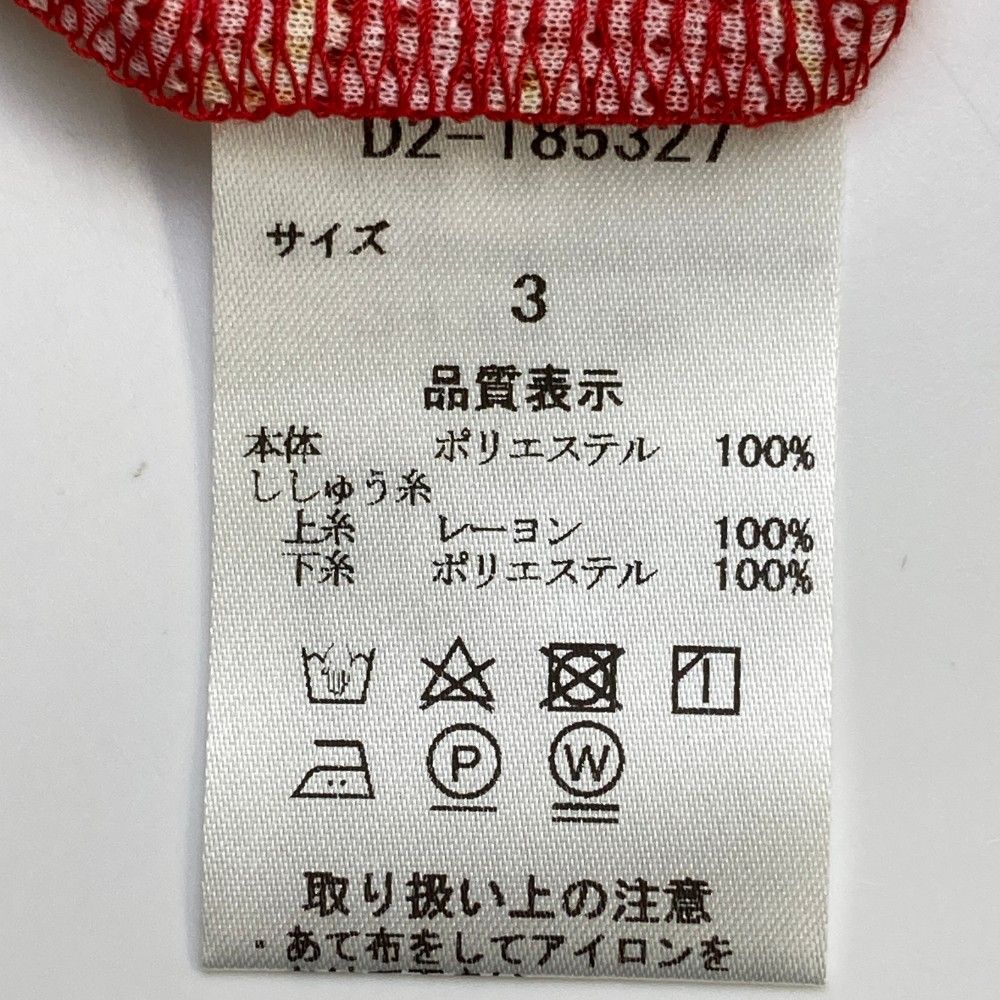 D2-185327
サイズ
3
品質表示
本体 ポリエステル 100%
ししゅう糸
上糸 レーヨン 100%
下糸 ポリエステル 100%
P W
取り扱い上の注意
・あて布をしてアイロンを